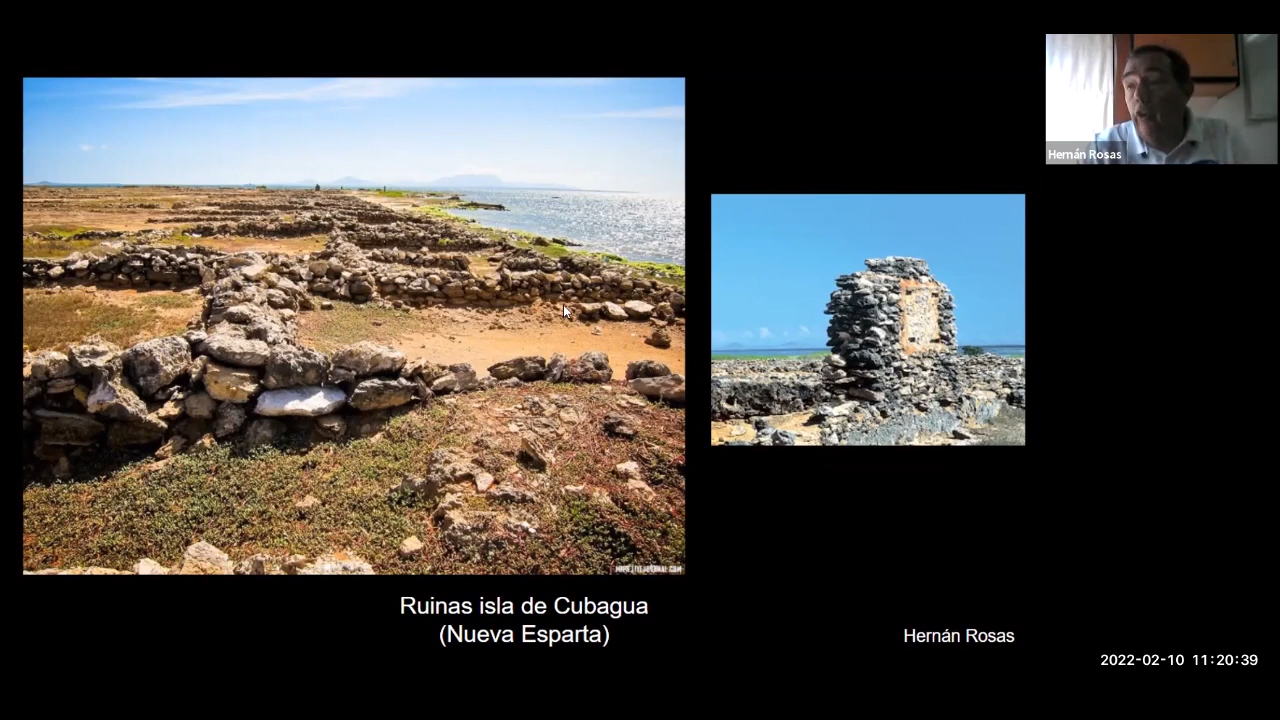 Hernán Rosas
Ruinas isla de Cubagua
(Nueva Esparta)
Hernán Rosas
2022-02-10 11:20:39